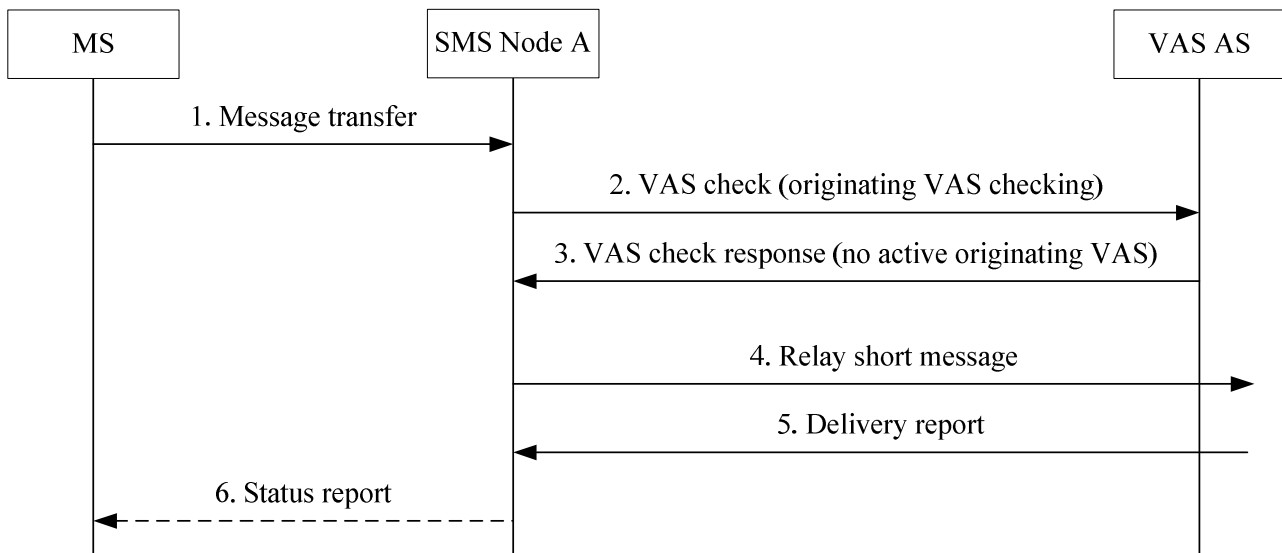 MS
SMS Node A
VAS AS
1. Message transfer
2. VAS check (originating VAS checking)
3. VAS check response (no active originating VAS)
4. Relay short message
5. Delivery report
6. Status report